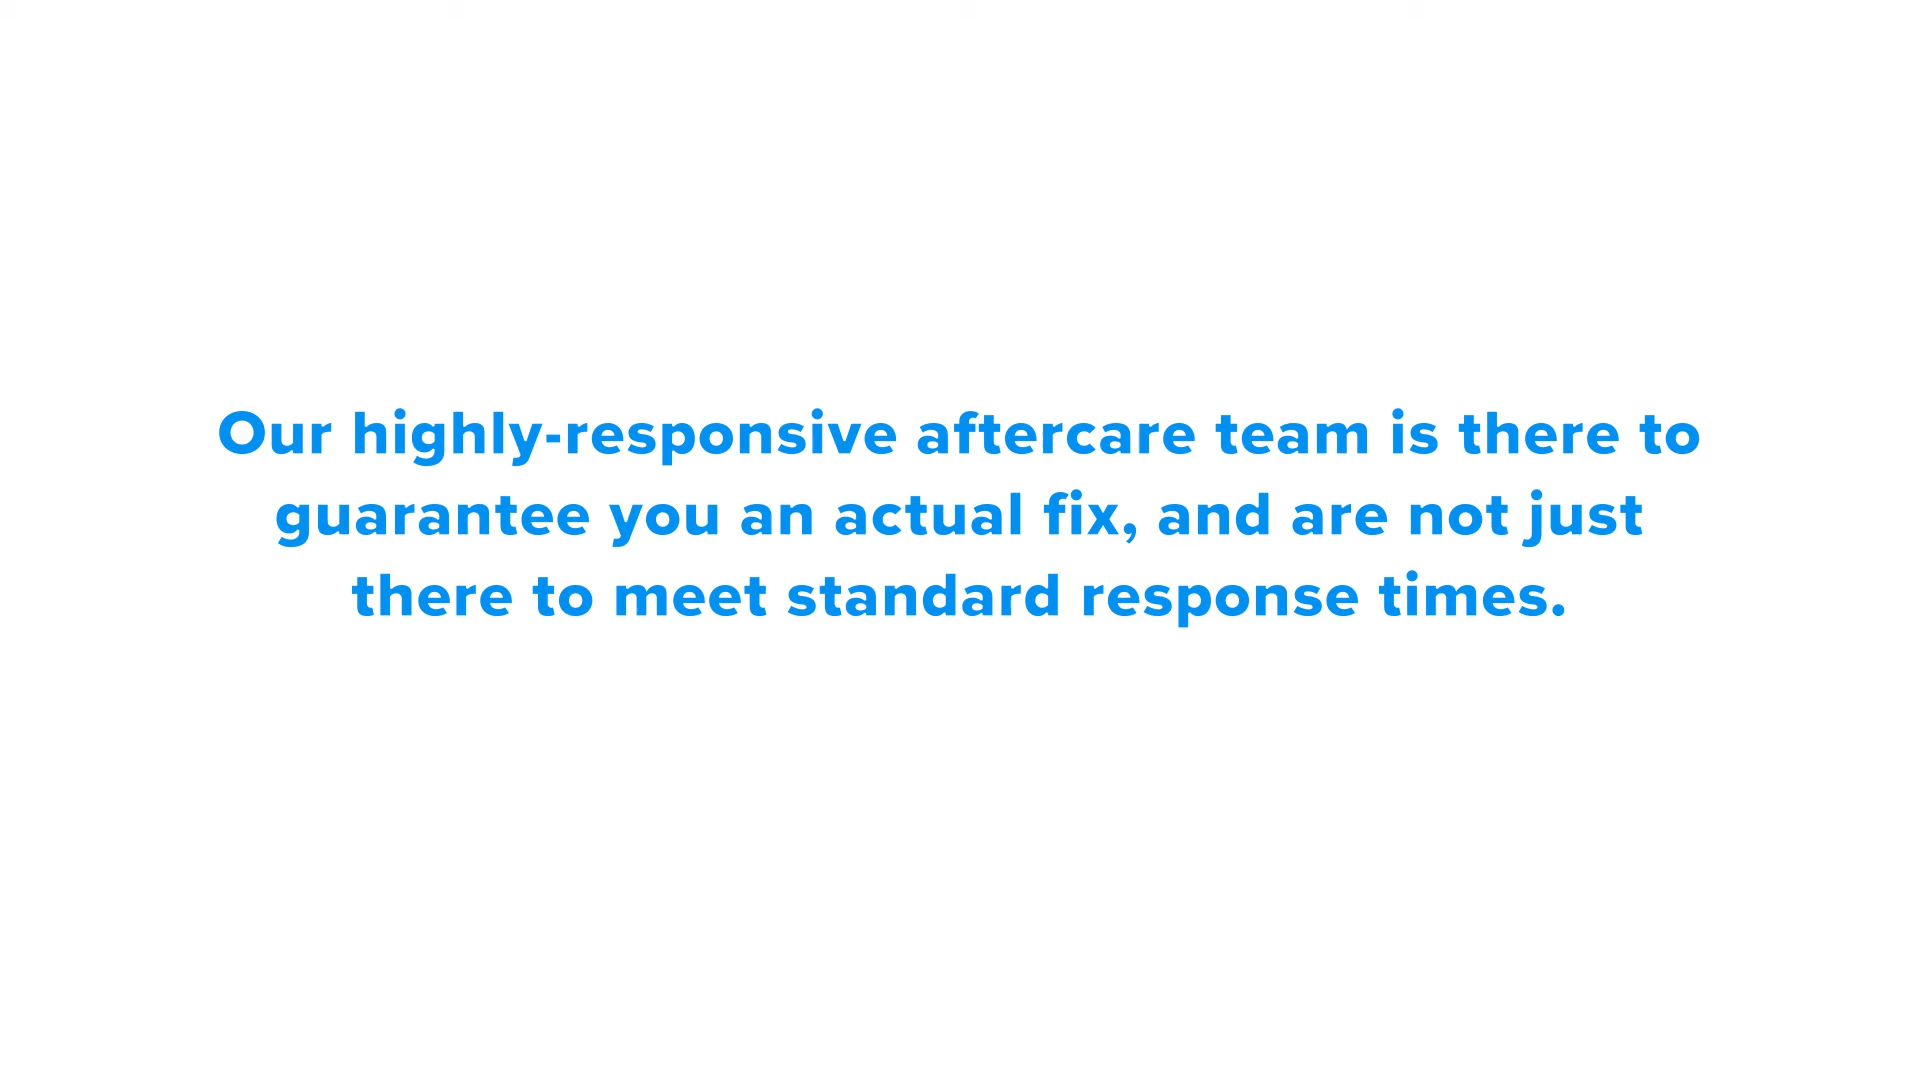 Our highly-responsive aftercare team is there to
guarantee you an actual fix, and are not just
there to meet standard response times.